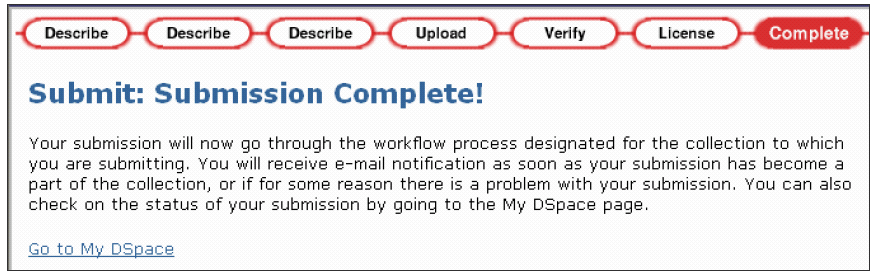 Describe Describe Describe Upload Verify License Complete
Submit: Submission Complete!
Your submission will now go through the workflow process designated for the collection to which
you are submitting. You will receive e-mail notification as soon as your submission has become a
part of the collection, or if for some reason there is a problem with your submission. You can also
check on the status of your submission by going to the My DSpace page.
Go to My DSpace